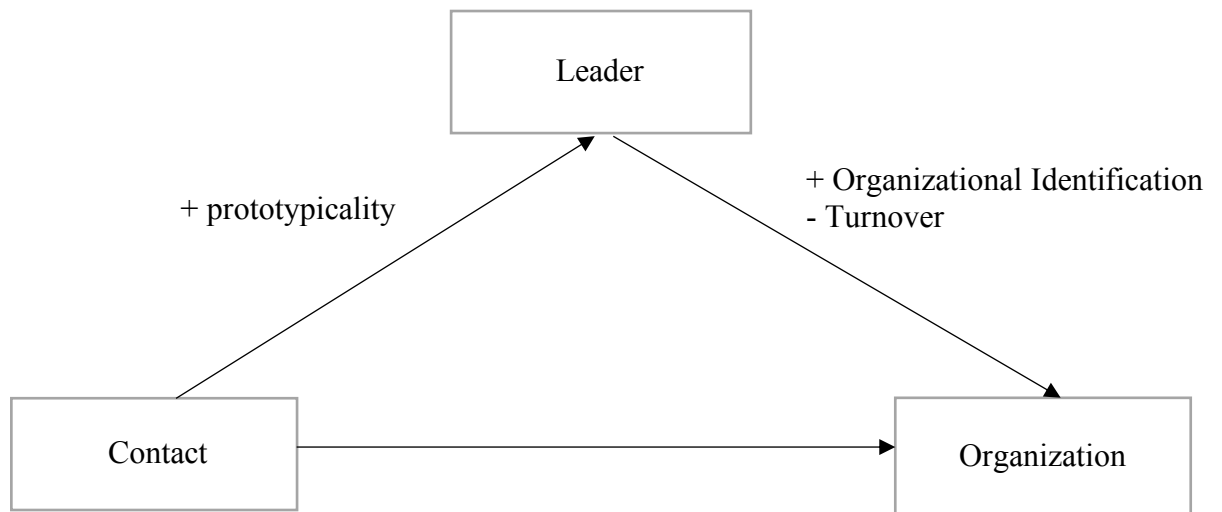 Leader
+ Organizational Identification
- Turnover
+ prototypicality
Contact
Organization